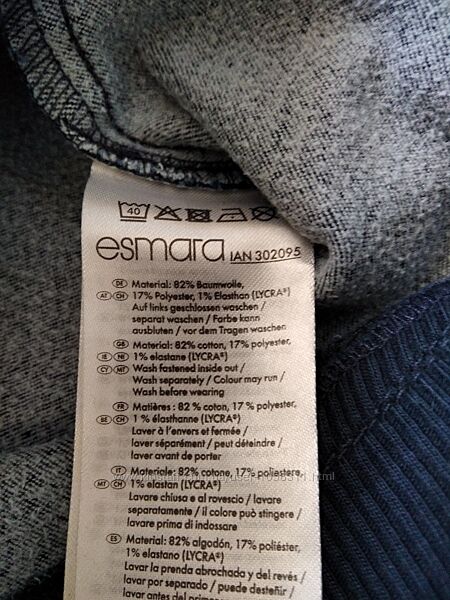 40
esmara IAN 302095
DE Material: 82% Baumwolle,
AT CH 17% Polyester, 1% Elasthan (LYCRA®)
Auf links geschlossen waschen /
separat waschen / Farbe kann
ausbluten / vor dem Tragen waschen
GB Material: 82% cotton, 17% polyester,
IE NI 1% elastane (LYCRA®)
CY MT Wash fastened inside out /
Wash separately / Colour may run /
Wash before wearing
FR Matières : 82 % coton, 17 % polyester,
BE CH 1 % élasthanne (LYCRA®)
Laver à l'envers et fermée /
laver séparément / peut déteindre /
laver avant de porter
IT Materiale: 82% cotone, 17% poliestere,
MT CH 1% elastan (LYCRA®)
Lavare chiusa e al rovescio / lavare
separatamente / il colore può stingere /
lavare prima di indossare
ES Material: 82% algodón, 17% poliéster,
1% elastano (LYCRA®)
Lavar la prenda abrochada y del revés /
lavar por separado / puede desteñir /
lavar antes del